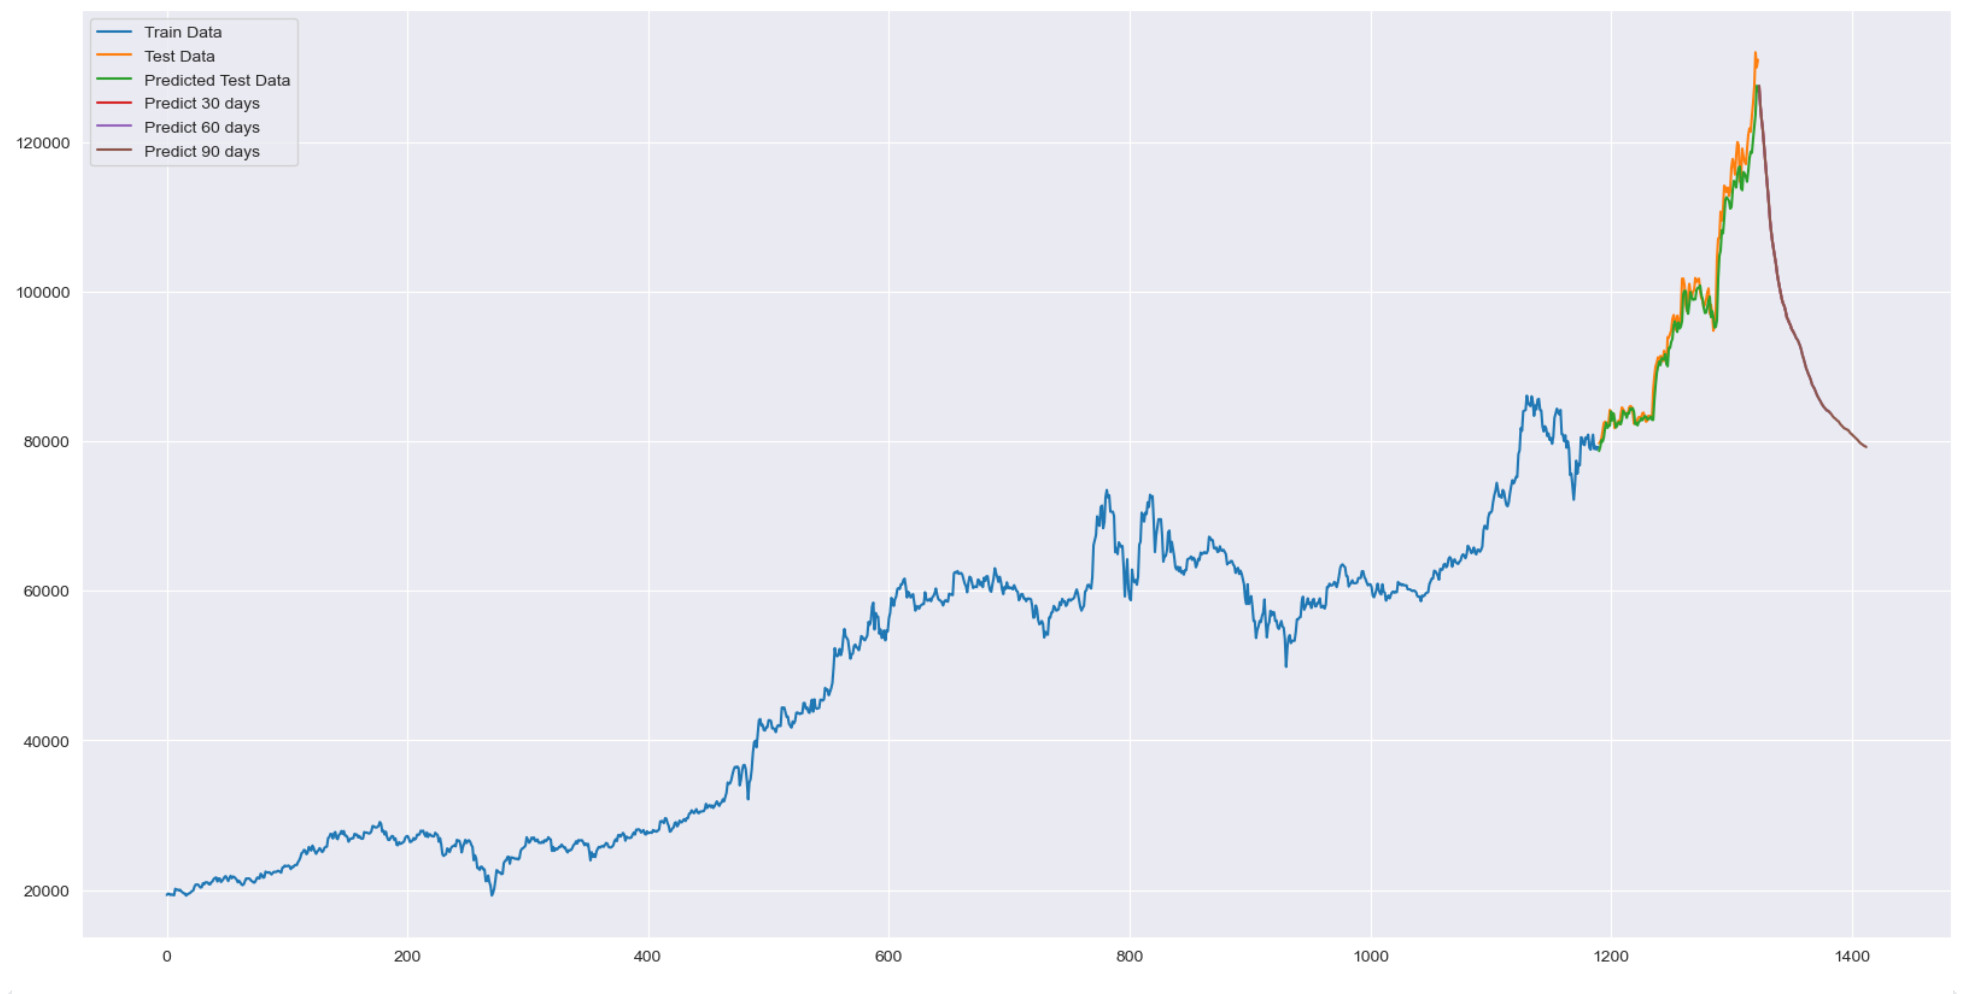 Train Data
Test Data
Predicted Test Data
Predict 30 days
Predict 60 days
Predict 90 days
120000
100000
80000
60000
40000
20000
0 200 400 600 800 1000 1200 1400